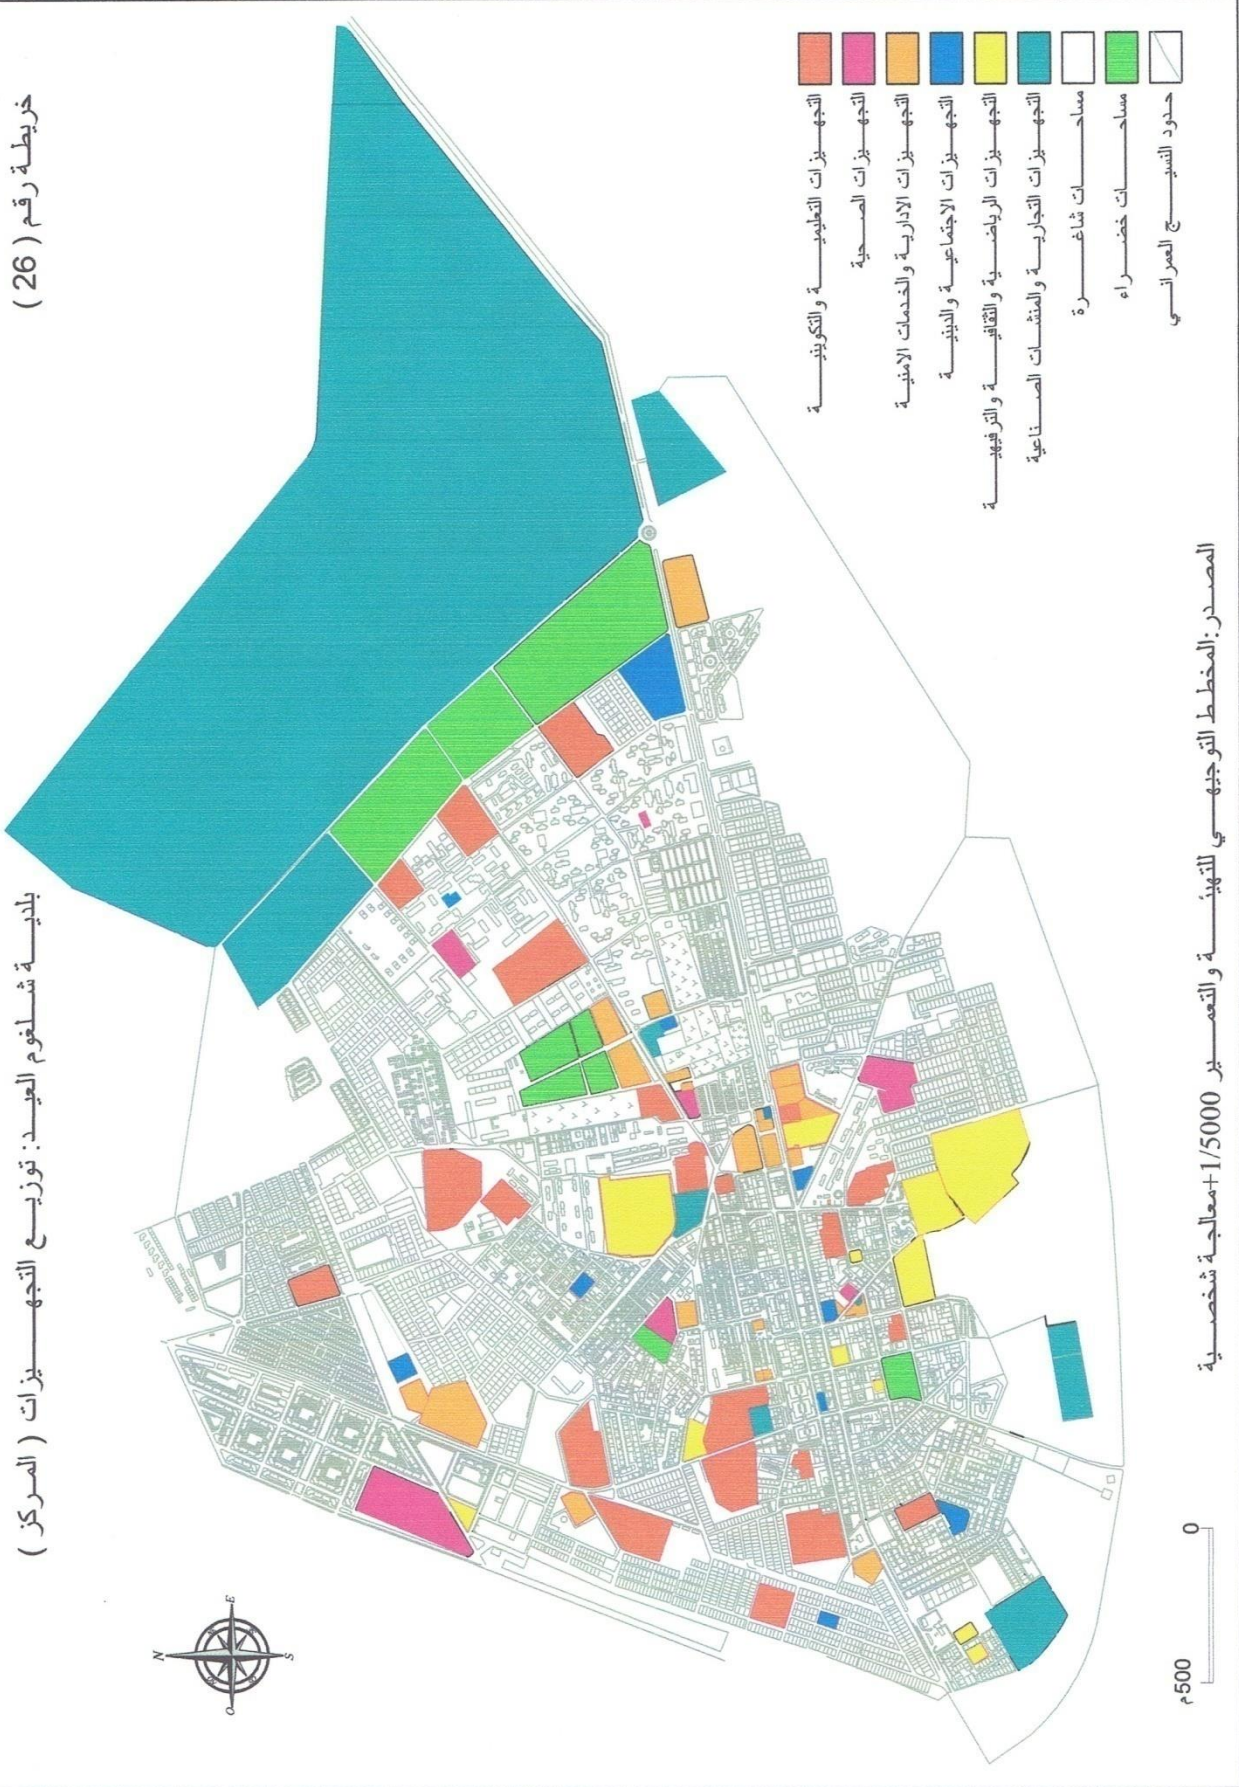 خريطة رقم ( 26 )
بلدية شلغوم العيد: توزيع التجهيزات ( المركز )
التجهيزات التعليمية والتكوينية
التجهيزات الصحية
التجهيزات الادارية والخدمات الامنية
التجهيزات الاجتماعية والدينية
التجهيزات الرياضية والثقافية والترفيهية
التجهيزات التجارية والمنشات الصناعية
مساحات شاغرة
مساحات خضراء
حدود النسيج العمراني
N
E
S
O
0
500م
المصدر :المخطط التوجيهي للتهيئة والتعمير 1/5000+معالجة شخصية